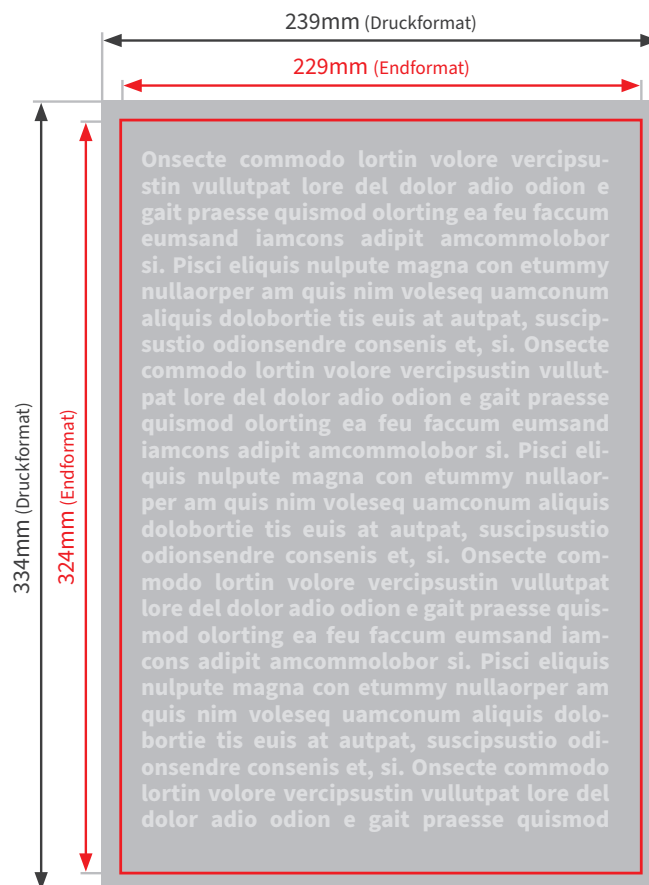 239mm (Druckformat)
229mm (Endformat)
334mm (Druckformat)
324mm (Endformat)
Onsecte commodo lortin volore vercipsu-
stin vullutpat lore del dolor adio odion e
gait praesse quismod olorting ea feu faccum
eumsand iamcons adipit amcommolobor
si. Pisci eliquis nulpute magna con etummy
nullaorper am quis nim voleseq uamconum
aliquis dolobortie tis euis at autpat, suscip-
sustio odionsendre consenis et, si. Onsecte
commodo lortin volore vercipsustin vullut-
pat lore del dolor adio odion e gait praesse
quismod olorting ea feu faccum eumsand
iamcons adipit amcommolobor si. Pisci eli-
quis nulpute magna con etummy nullaor-
per am quis nim voleseq uamconum aliquis
dolobortie tis euis at autpat, suscipsustio
odionsendre consenis et, si. Onsecte com-
modo lortin volore vercipsustin vullutpat
lore del dolor adio odion e gait praesse quis-
mod olorting ea feu faccum eumsand iam-
cons adipit amcommolobor si. Pisci eliquis
nulpute magna con etummy nullaorper am
quis nim voleseq uamconum aliquis dolo-
bortie tis euis at autpat, suscipsustio odi-
onsendre consenis et, si. Onsecte commodo
lortin volore vercipsustin vullutpat lore del
dolor adio odion e gait praesse quismod